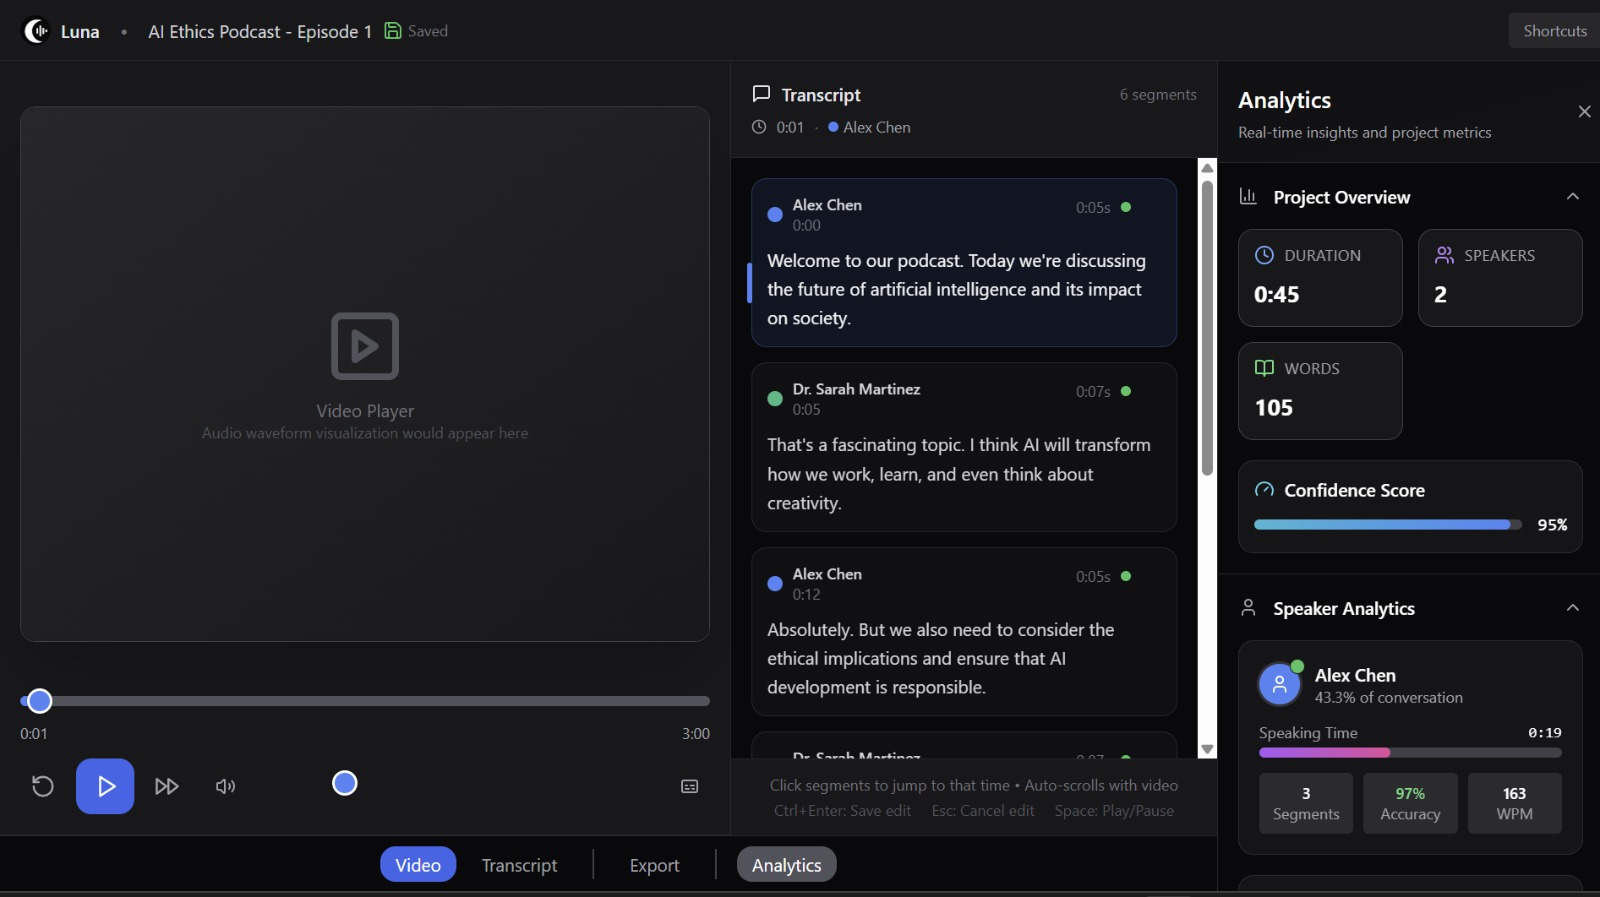 Luna • AI Ethics Podcast - Episode 1 Saved
Shortcuts
Video Player
Audio waveform visualization would appear here
0:01
3:00
Transcript
6 segments
0:01 · Alex Chen
Alex Chen
0:00
0:05s
Welcome to our podcast. Today we're discussing
the future of artificial intelligence and its impact
on society.
Dr. Sarah Martinez
0:05
0:07s
That's a fascinating topic. I think AI will transform
how we work, learn, and even think about
creativity.
Alex Chen
0:12
0:05s
Absolutely. But we also need to consider the
ethical implications and ensure that AI
development is responsible.
Dr. Sarah Martinez
0:07
Click segments to jump to that time • Auto-scrolls with video
Ctrl+Enter: Save edit Esc: Cancel edit Space: Play/Pause
Analytics
Real-time insights and project metrics
Project Overview
DURATION
0:45
SPEAKERS
2
WORDS
105
Confidence Score
95%
Speaker Analytics
Alex Chen
43.3% of conversation
Speaking Time
0:19
3
Segments
97%
Accuracy
163
WPM
Video
Transcript
Export
Analytics